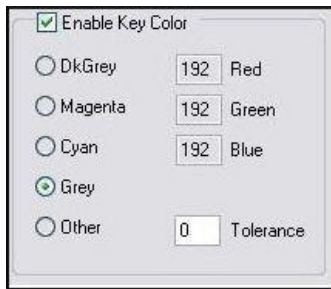 Enable Key Color
DkGrey 192 Red
Magenta 192 Green
Cyan 192 Blue
Grey
Other 0 Tolerance